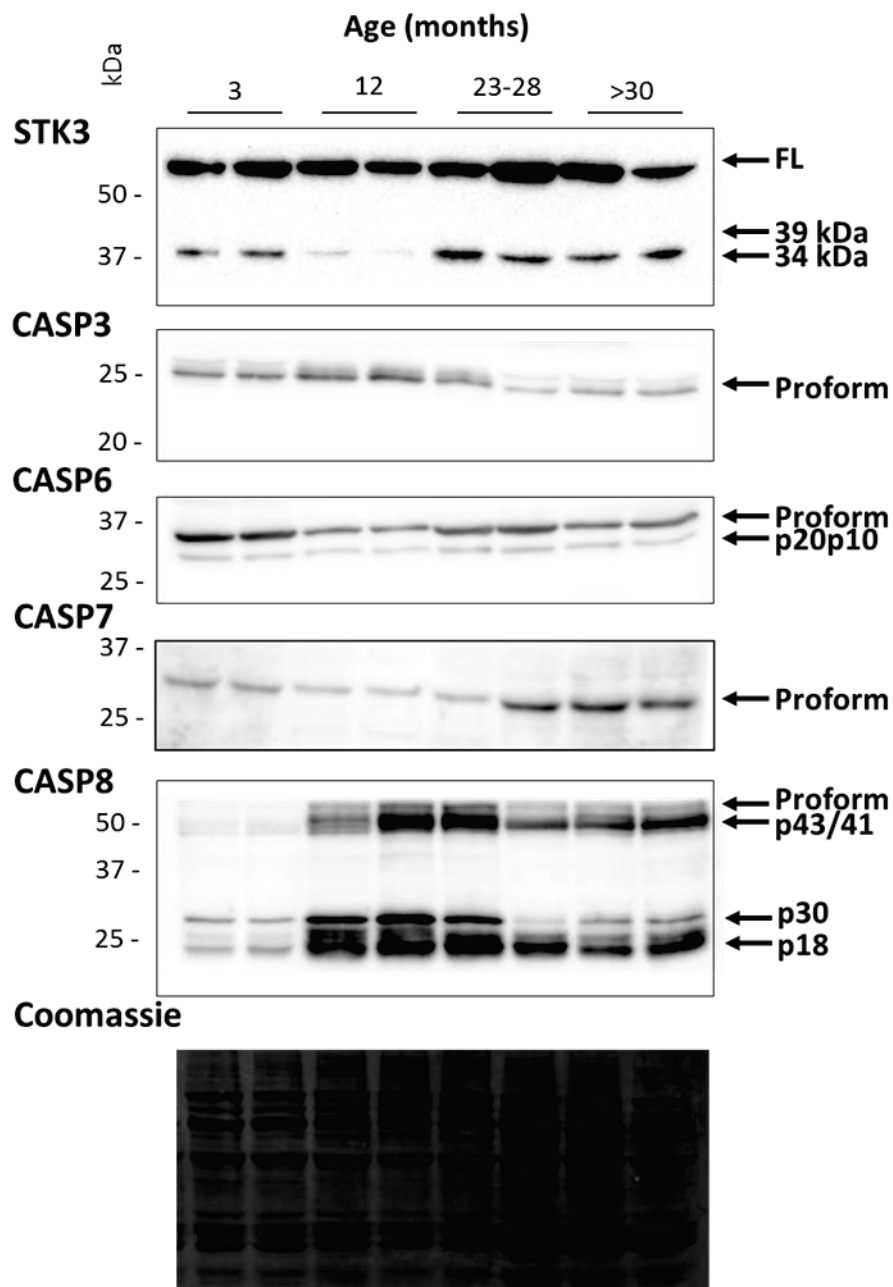 Age (months)
kDa
3 12 23-28 >30
STK3
FL
50 -
39 kDa
37 -
34 kDa
CASP3
25 -
Proform
20 -
CASP6
37 -
Proform
p20p10
25 -
CASP7
37 -
Proform
25 -
CASP8
Proform
50 -
p43/41
37 -
p30
25 -
p18
Coomassie